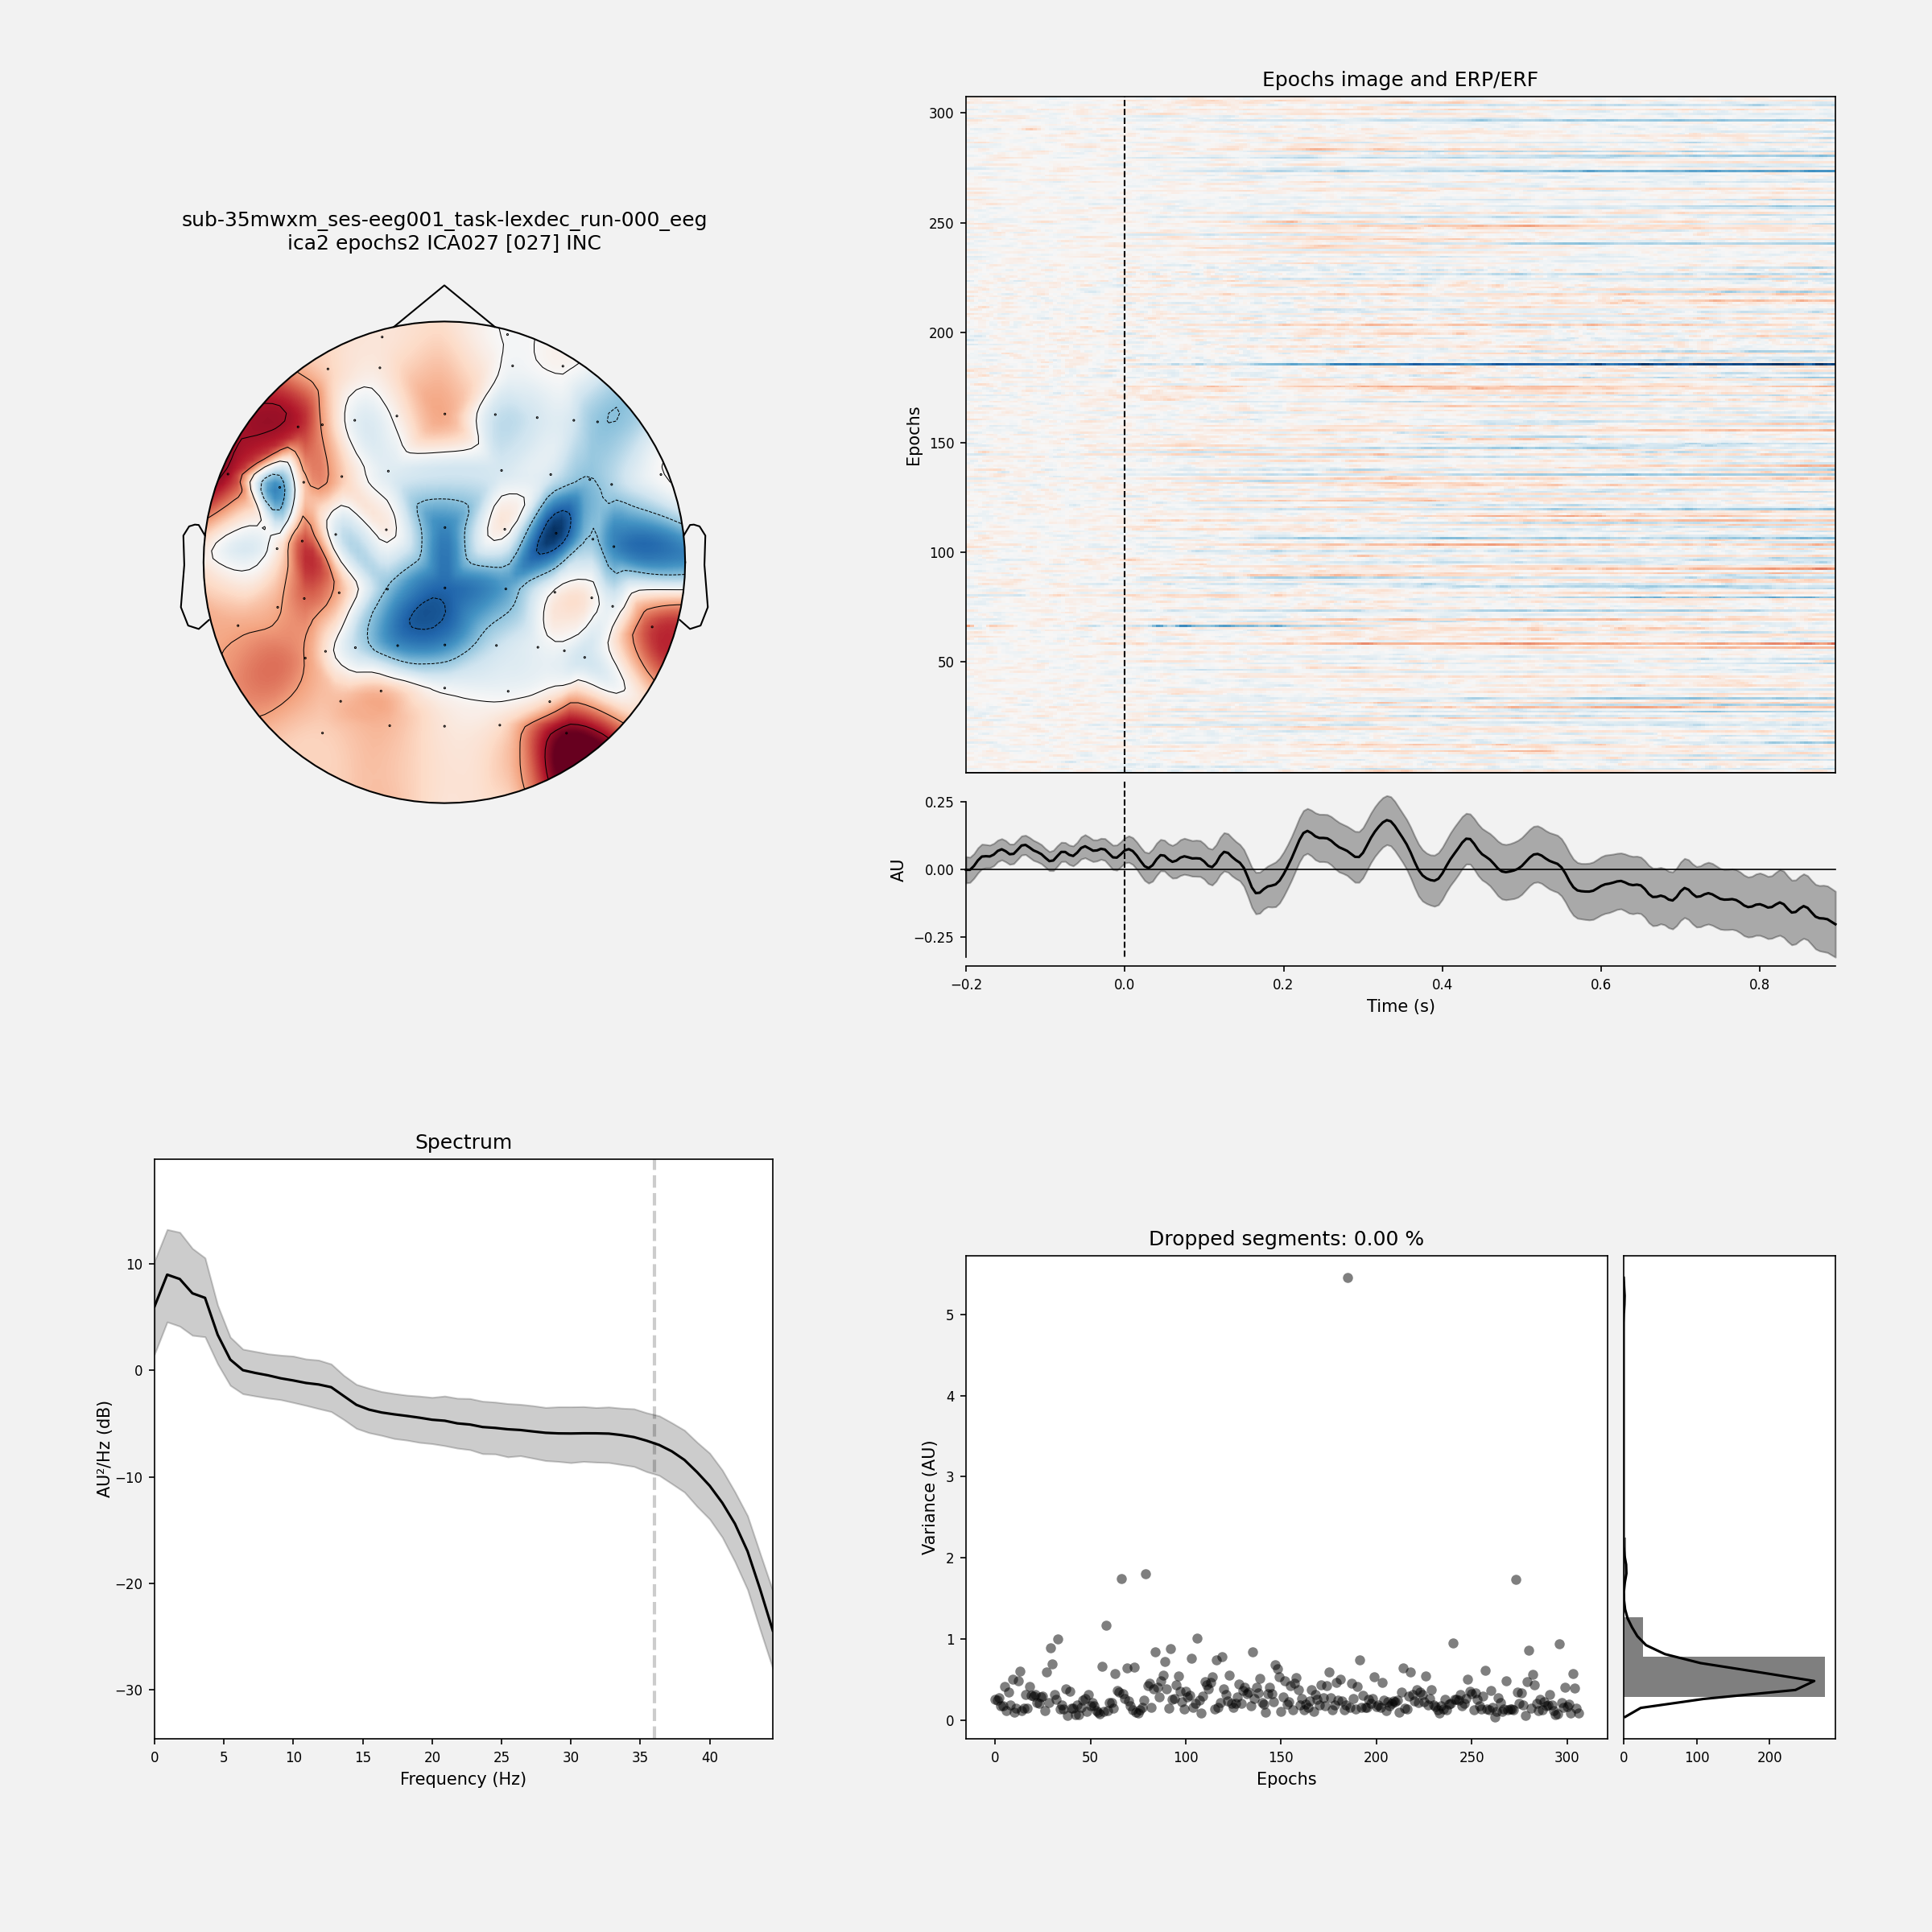 sub-35mwxm_ses-eeg001_task-lexdec_run-000_eeg
ica2 epochs2 ICA027 [027] INC
Epochs image and ERP/ERF
300
250
200
150
100
50
Epochs
0.25
0.00
−0.25
AU
−0.2 0.0 0.2 0.4 0.6 0.8
Time (s)
Spectrum
10
0
−10
−20
−30
AU²/Hz (dB)
0 5 10 15 20 25 30 35 40
Frequency (Hz)
Dropped segments: 0.00 %
5
4
3
2
1
0
Variance (AU)
0 50 100 150 200 250 300
Epochs
0 100 200